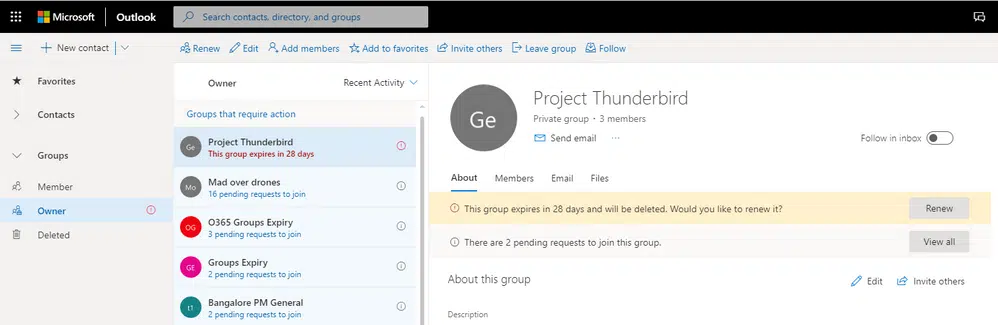 Microsoft Outlook Search contacts, directory, and groups
New contact Renew Edit Add members Add to favorites Invite others Leave group Follow
Favorites
Contacts
Groups
Member
Owner
Deleted
Owner Recent Activity
Groups that require action
Ge Project Thunderbird
This group expires in 28 days
Mo Mad over drones
16 pending requests to join
OG O365 Groups Expiry
3 pending requests to join
GE Groups Expiry
2 pending requests to join
t1 Bangalore PM General
2 pending requests to join
Ge
Project Thunderbird
Private group • 3 members
Send email ...
Follow in inbox
About Members Email Files
This group expires in 28 days and will be deleted. Would you like to renew it? Renew
There are 2 pending requests to join this group. View all
About this group Edit Invite others
Description